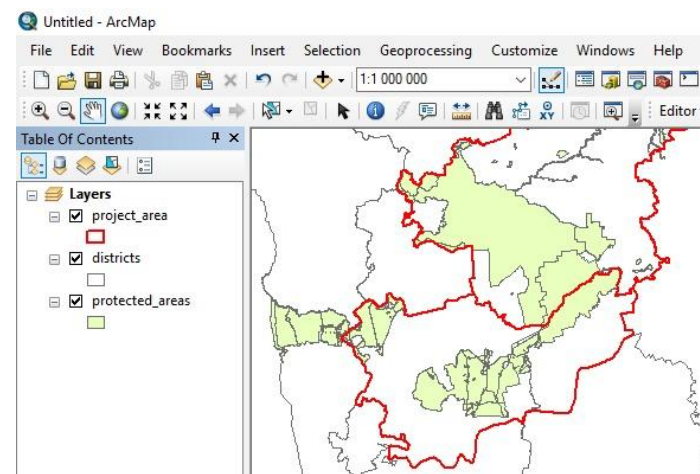 Untitled - ArcMap
File Edit View Bookmarks Insert Selection Geoprocessing Customize Windows Help
1:1 000 000
XY Editor
Table Of Contents
Layers
project_area
districts
protected_areas